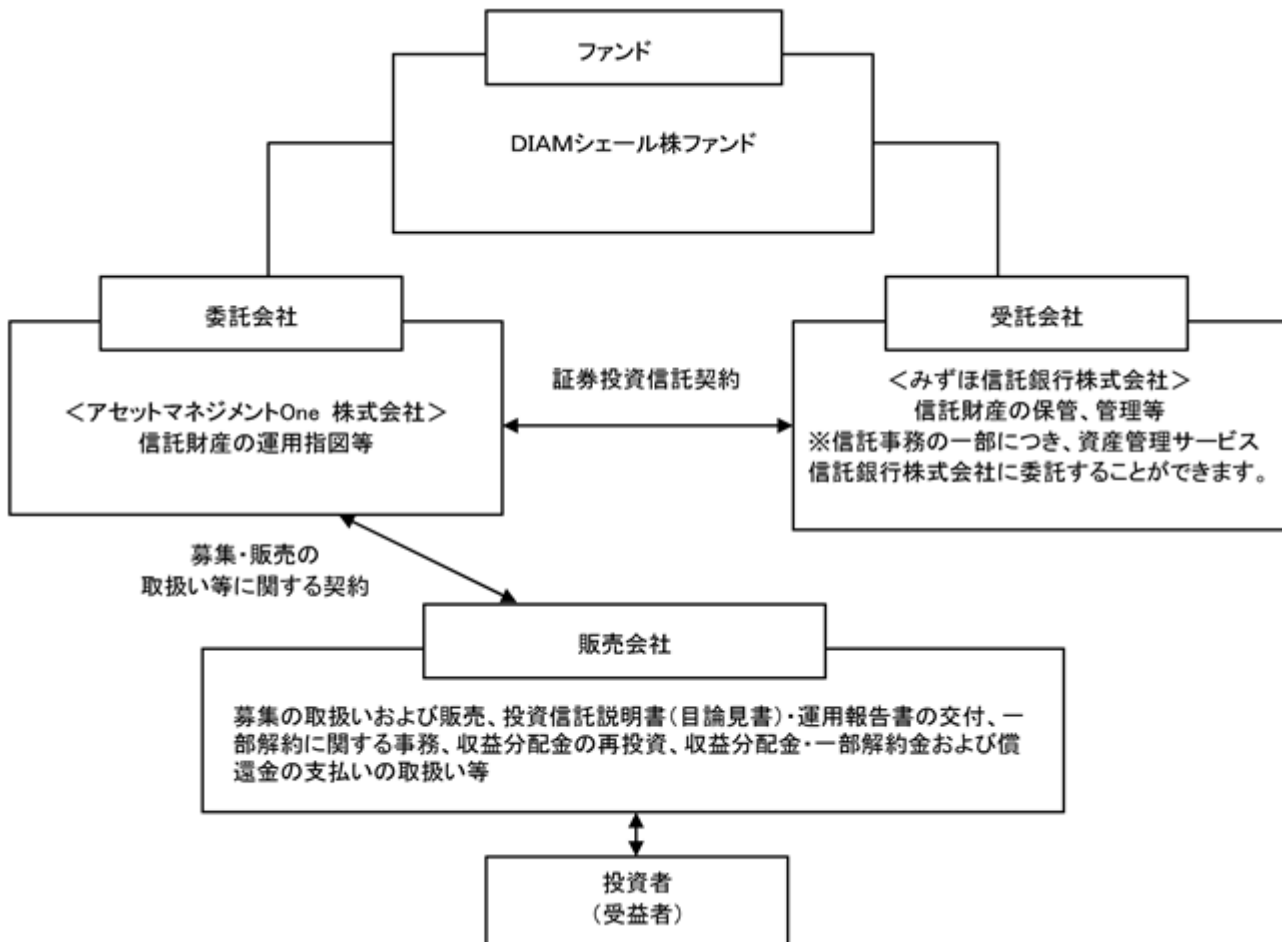 ファンド
DIAMシェール株ファンド
委託会社
<アセットマネジメントOne 株式会社>
信託財産の運用指図等
証券投資信託契約
受託会社
<みずほ信託銀行株式会社>
信託財産の保管、管理等
※信託事務の一部につき、資産管理サービス
信託銀行株式会社に委託することができます。
募集・販売の
取扱い等に関する契約
販売会社
募集の取扱いおよび販売、投資信託説明書(目論見書)・運用報告書の交付、一
部解約に関する事務、収益分配金の再投資、収益分配金・一部解約金および償
還金の支払いの取扱い等
投資者
(受益者)